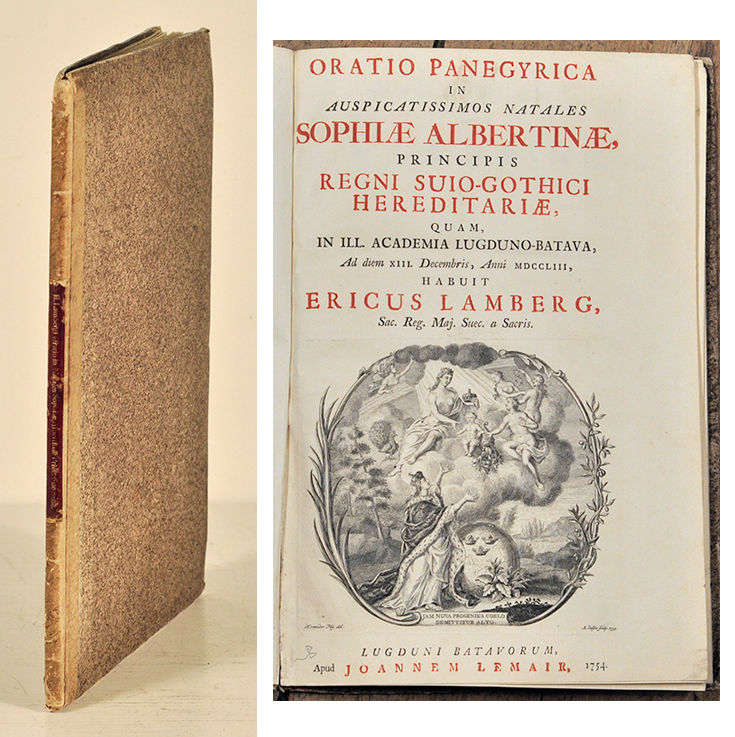 ORATIO PANEGYRICA
IN
AUSPICATISSIMOS NATALES
SOPHIÆ ALBERTINÆ,
PRINCIPIS
REGNI SUIO-GOTHICI
HEREDITARIÆ,
QUAM,
IN ILL. ACADEMIA LUGDUNO-BATAVA,
Ad diem XIII. Decembris, Anni MDCCLIII,
HABUIT
ERICUS LAMBERG,
Sac. Reg. Maj. Suec. a Sacris.
JAM NOVA PROGENIES COELO
DEMITTITUR ALTO.
del.
sculp.
LUGDUNI BATAVORUM,
Apud JOANNEM LEMAIR, 1754.